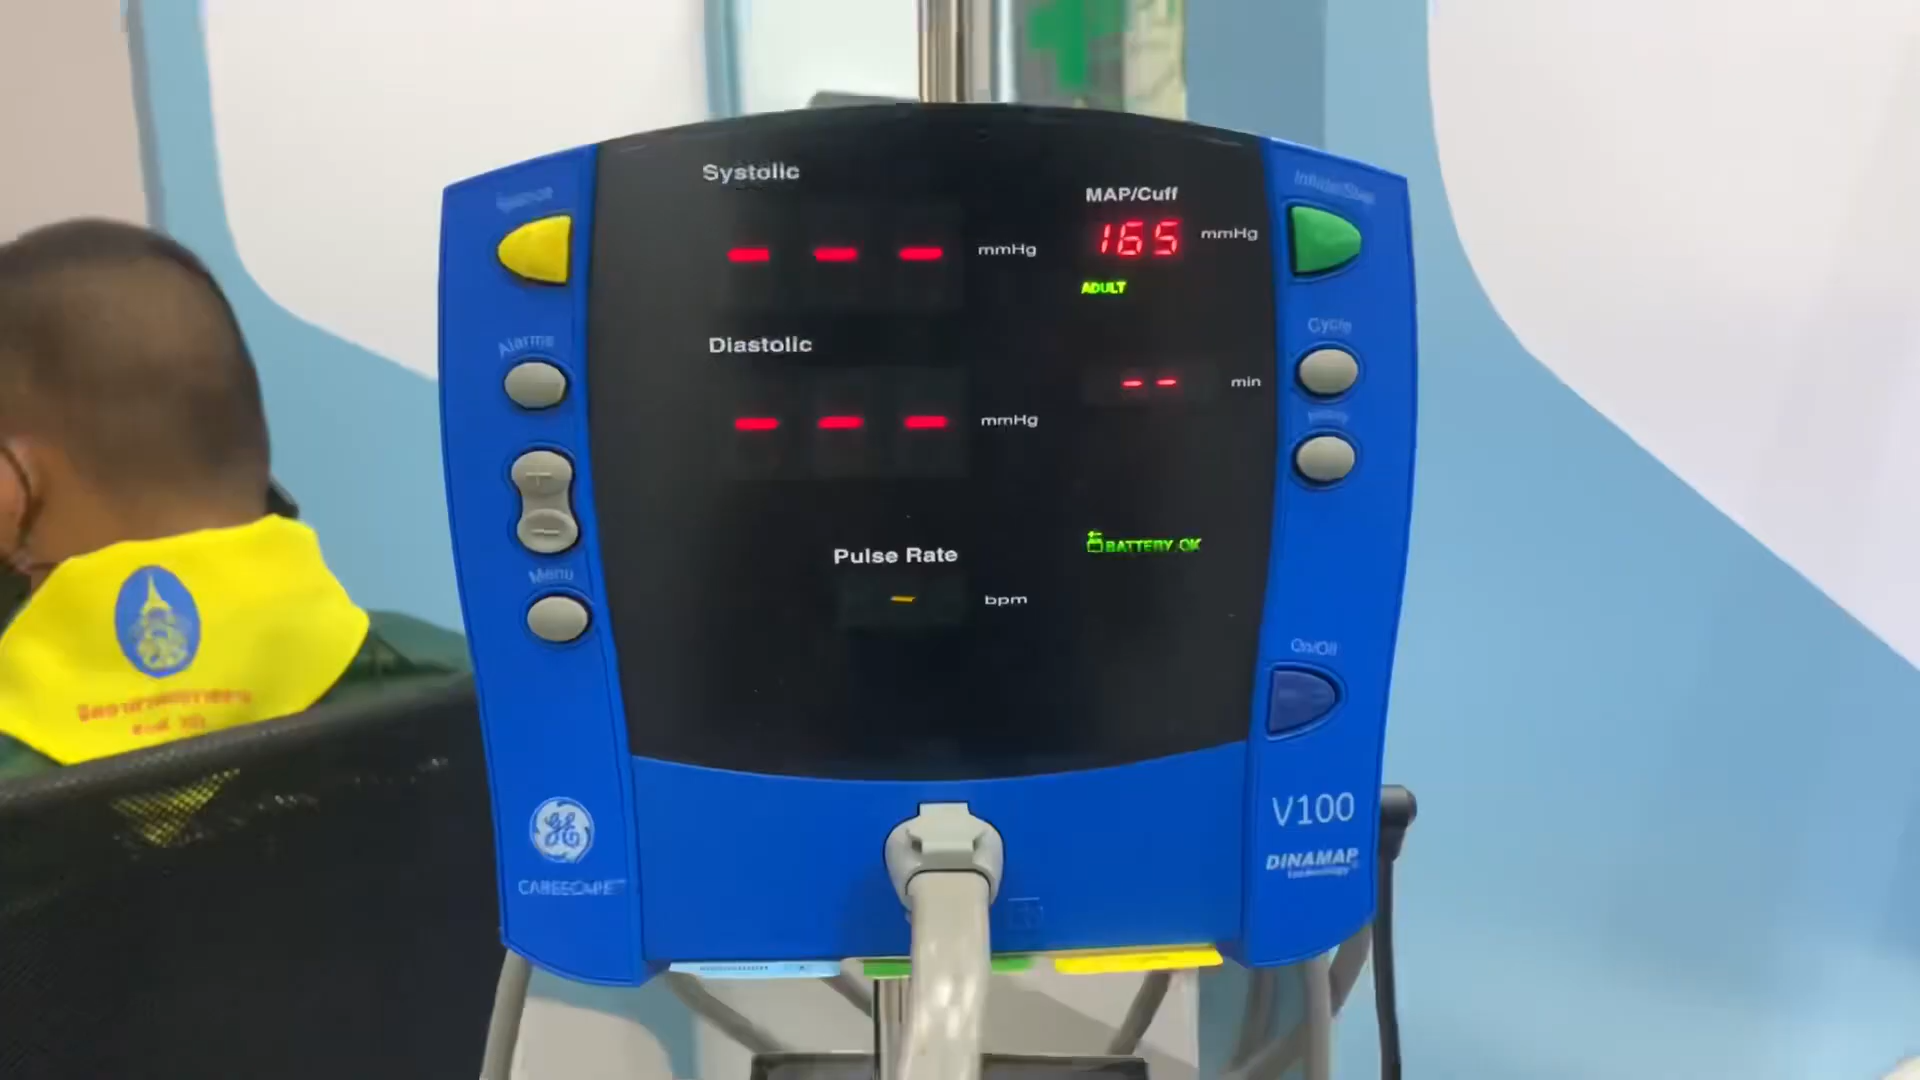 Systolic
mmHg
MAP/Cuff
165 mmHg
ADULT
Alarms
Cycle
Diastolic
mmHg
min
Menu
Pulse Rate
bpm
BATTERY OK
On/Off
V100
DINAMAP
GE